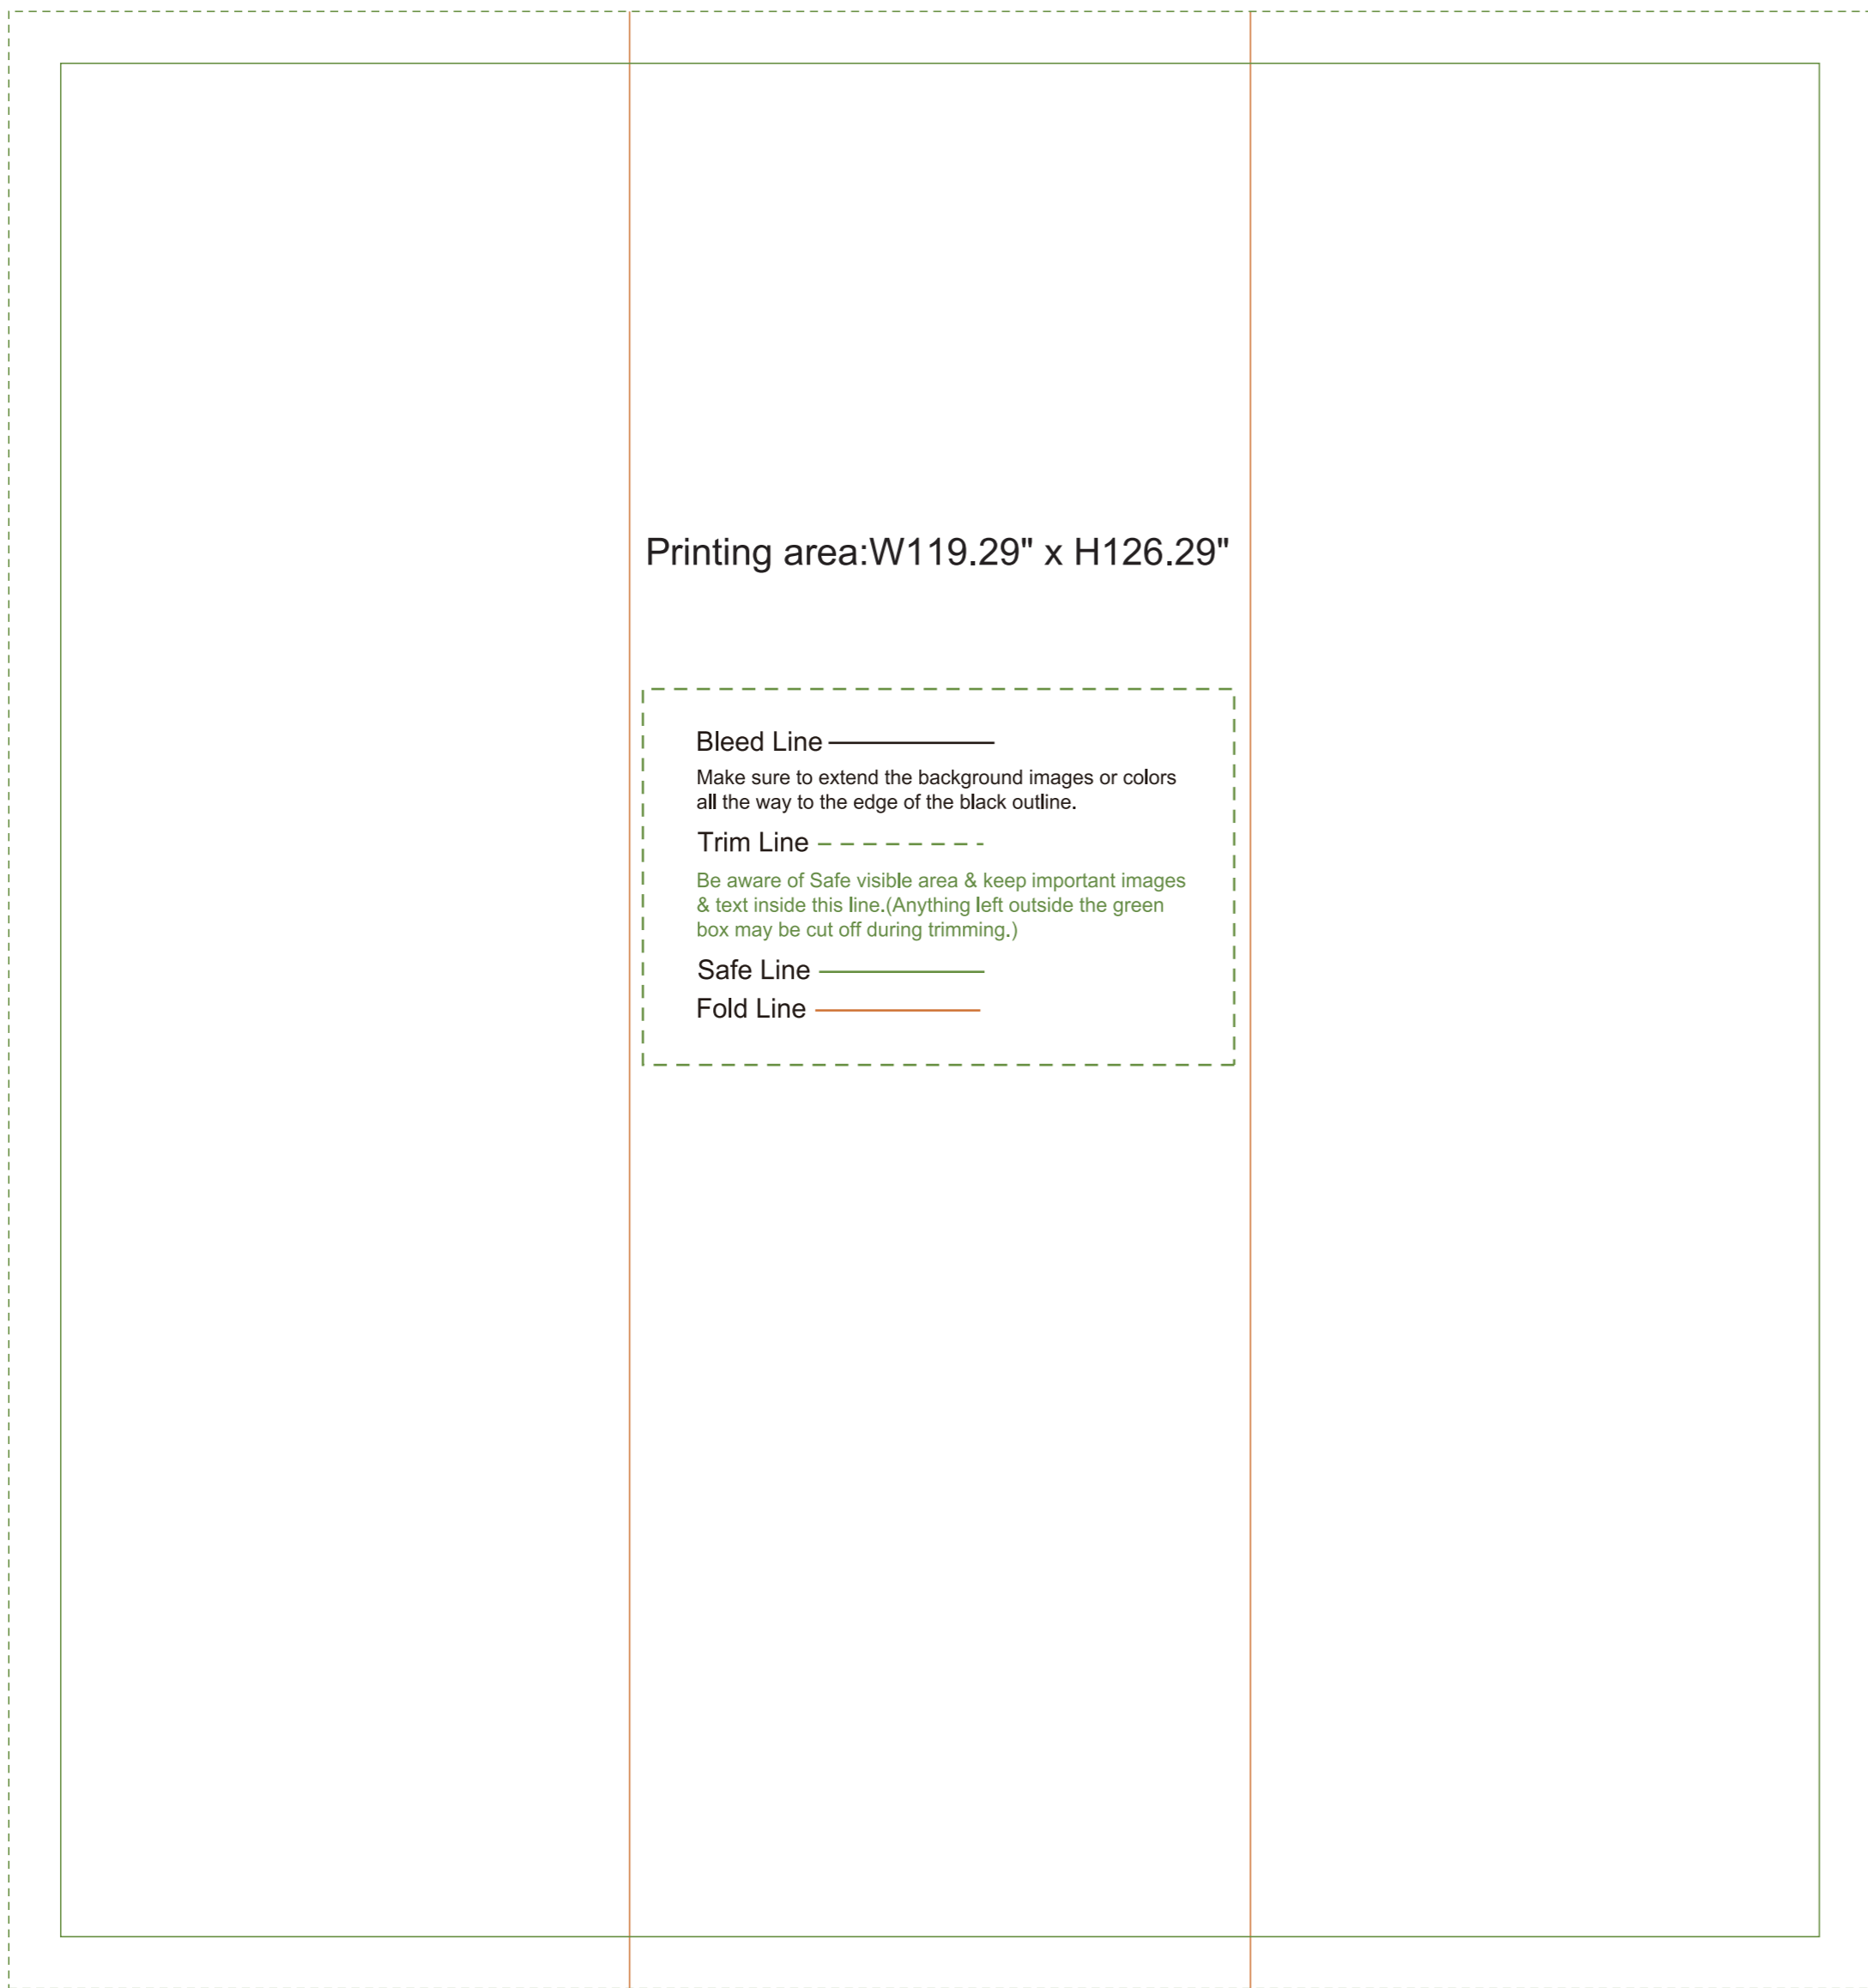 Printing area:W119.29" x H126.29"
Bleed Line
Make sure to extend the background images or colors
all the way to the edge of the black outline.
Trim Line
Be aware of Safe visible area & keep important images
& text inside this line.(Anything left outside the green
box may be cut off during trimming.)
Safe Line
Fold Line